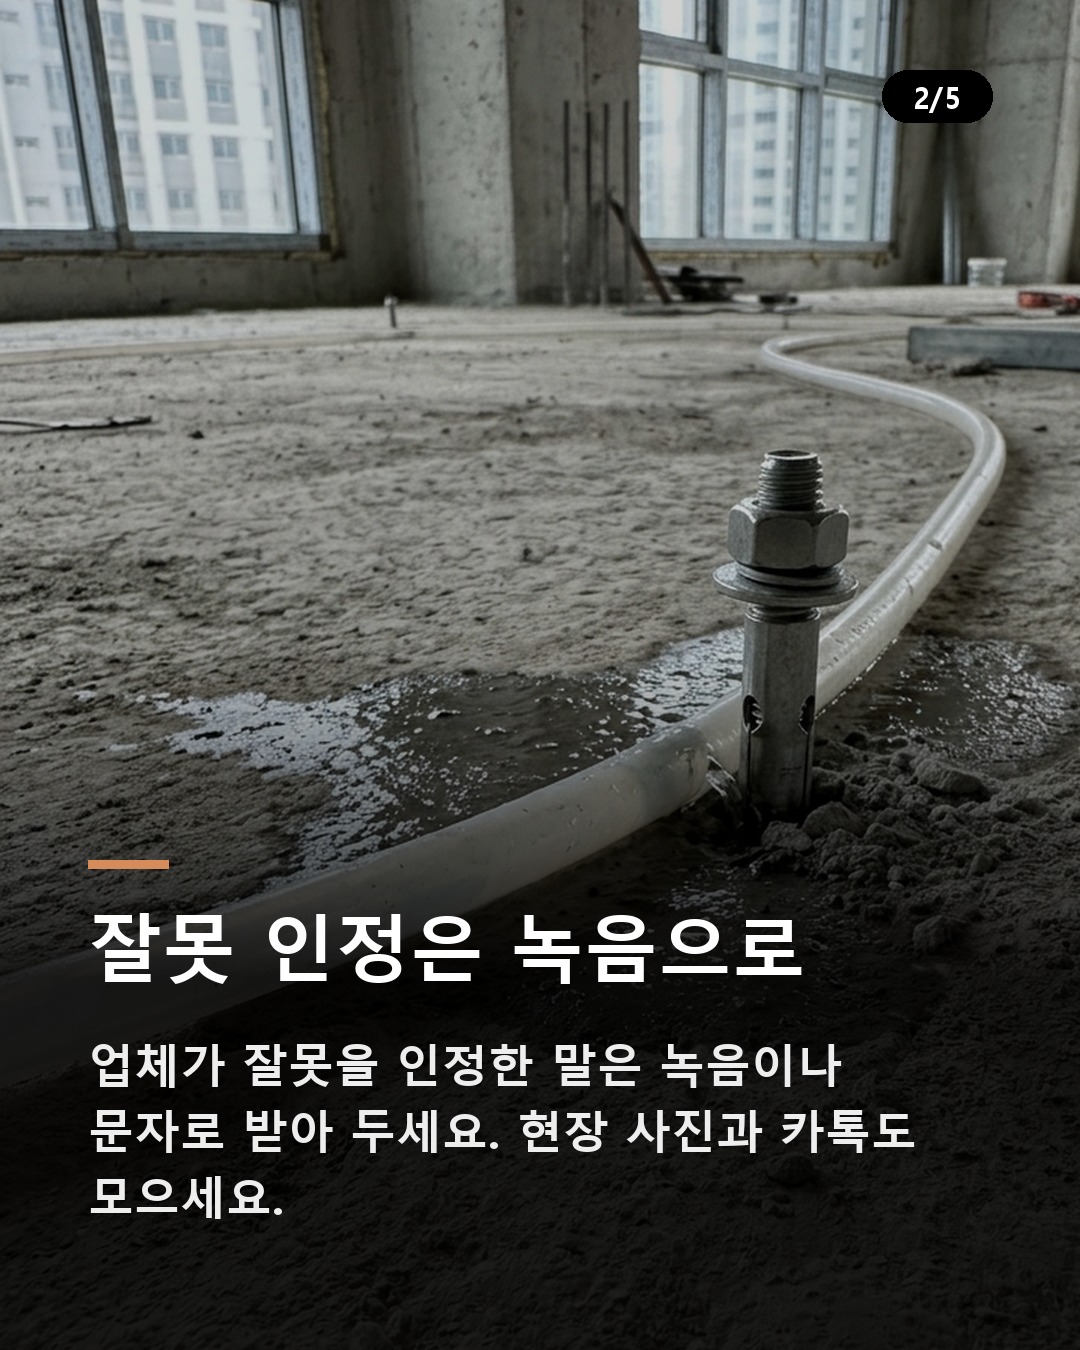 2/5
잘못 인정은 녹음으로
업체가 잘못을 인정한 말은 녹음이나
문자로 받아 두세요. 현장 사진과 카톡도
모으세요.